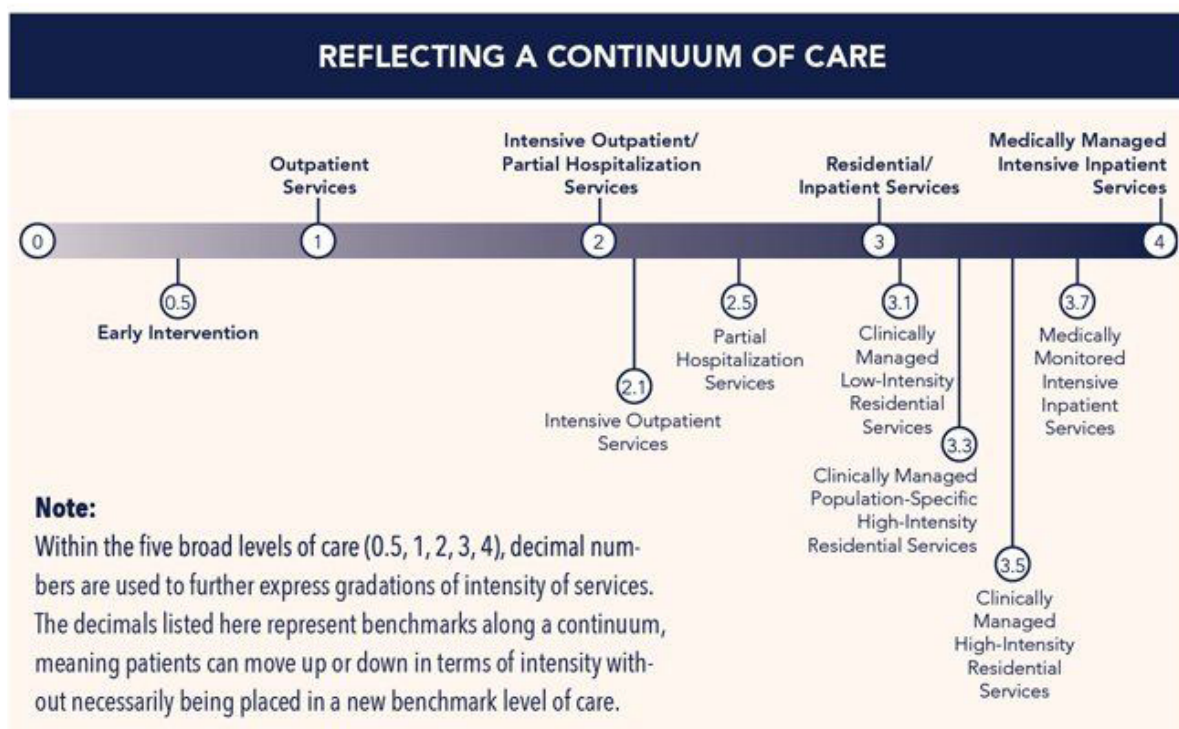 REFLECTING A CONTINUUM OF CARE
Outpatient
Services
Intensive Outpatient/
Partial Hospitalization
Services
Residential/
Inpatient Services
Medically Managed
Intensive Inpatient
Services
0
1
2
3
4
0.5
Early Intervention
2.1
Intensive Outpatient
Services
2.5
Partial
Hospitalization
Services
3.1
Clinically
Managed
Low-Intensity
Residential
Services
3.3
Clinically Managed
Population-Specific
High-Intensity
Residential Services
3.5
Clinically
Managed
High-Intensity
Residential
Services
3.7
Medically
Monitored
Intensive
Inpatient
Services
Note:
Within the five broad levels of care (0.5, 1, 2, 3, 4), decimal num-
bers are used to further express gradations of intensity of services.
The decimals listed here represent benchmarks along a continuum,
meaning patients can move up or down in terms of intensity with-
out necessarily being placed in a new benchmark level of care.